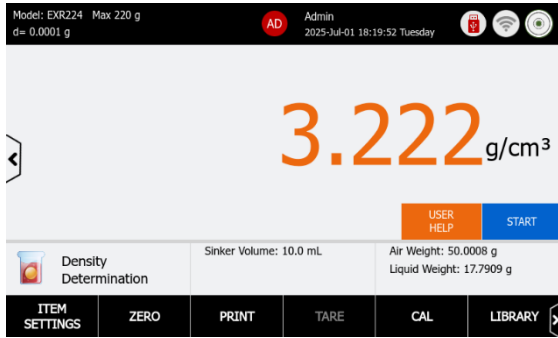 Model: EXR224 Max 220 g
d= 0.0001 g
AD
Admin
2025-Jul-01 18:19:52 Tuesday
3.222 g/cm³
USER
HELP
START
Density
Determination
Sinker Volume: 10.0 mL
Air Weight: 50.0008 g
Liquid Weight: 17.7909 g
ITEM
SETTINGS
ZERO
PRINT
TARE
CAL
LIBRARY